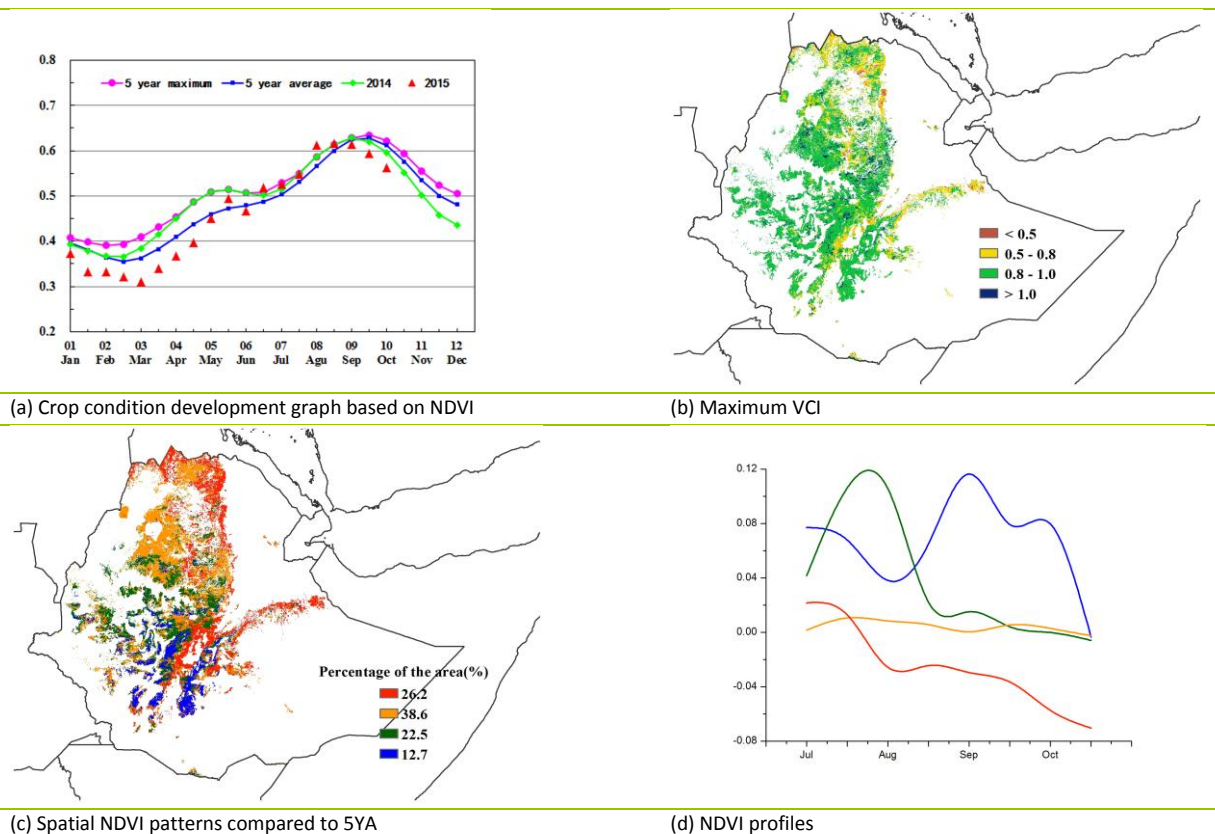 0.8
5 year maximum 5 year average 2014 2015
0.7
0.6
0.5
0.4
0.3
0.2
01 02 03 04 05 06 07 08 09 10 11 12
Jan Feb Mar Apr May Jun Jul Agu Sep Oct Nov Dec
< 0.5
0.5 - 0.8
0.8 - 1.0
> 1.0
(a) Crop condition development graph based on NDVI
(b) Maximum VCI
Percentage of the area(%)
26.2
38.6
22.5
12.7
0.12
0.08
0.04
0.00
-0.04
-0.08
Jul Aug Sep Oct
(c) Spatial NDVI patterns compared to 5YA
(d) NDVI profiles